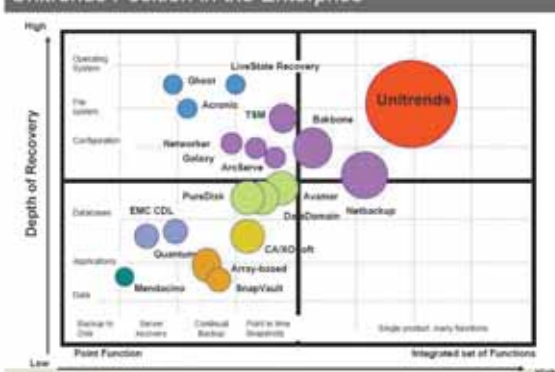 Unitrends Position in the Enterprise
High
Operating
System
LiveState Recovery
Ghost
File
system
Acronis
TSM
Unitrends
Bakbone
Configuration
Networker
Galaxy
ArcServe
Depth of Recovery
PureDisk
Avamar
DataDomain
Netbackup
Databases
EMC CDL
CA/XOsoft
Quantum
Applications
Array-based
SnapVault
Mendocino
Data
Backup to
Disk
Server
Recovery
Continual
Backup
Point in time
Snapshots
Single product, many functions
Point Function
Integrated set of Functions
Low